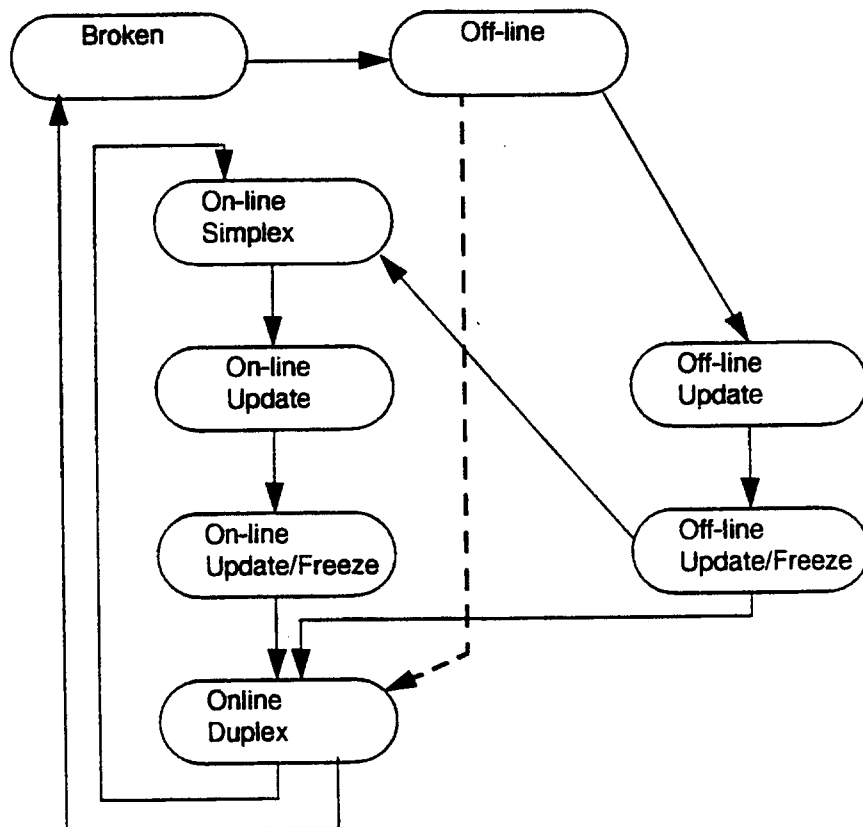 Broken
Off-line
On-line
Simplex
On-line
Update
Off-line
Update
On-line
Update/Freeze
Off-line
Update/Freeze
Online
Duplex